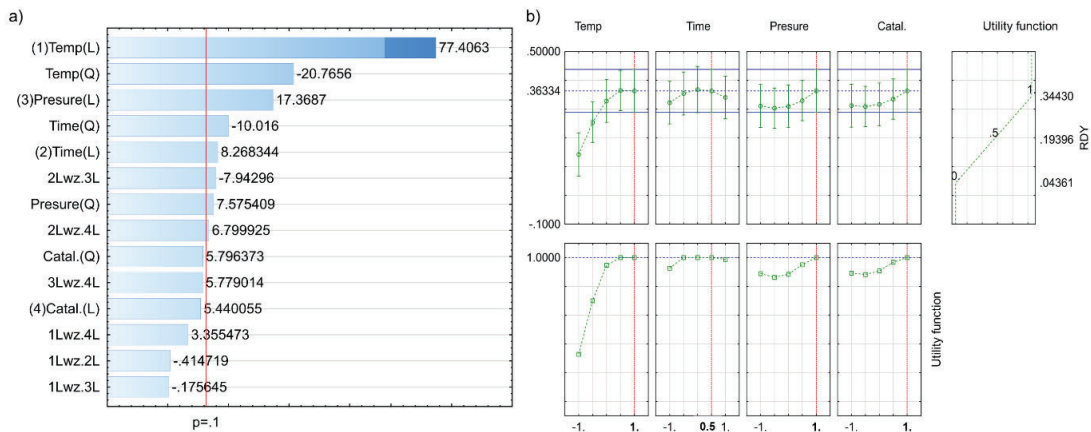 a)
(1)Temp(L) 77.4063
Temp(Q) -20.7656
(3)Presure(L) 17.3687
Time(Q) -10.016
(2)Time(L) 8.268344
2Lwz.3L -7.94296
Presure(Q) 7.575409
2Lwz.4L 6.799925
Catal.(Q) 5.796373
3Lwz.4L 5.779014
(4)Catal.(L) 5.440055
1Lwz.4L 3.355473
1Lwz.2L -.414719
1Lwz.3L -.175645
p=.1
b)
Temp Time Presure Catal. Utility function
.50000
.36334
-.1000
1.
.5
0
.34430
.19396
.04361
RDY
1.0000
Utility function
-1. 1. -1. 0.5 1. -1. 1. -1. 1.